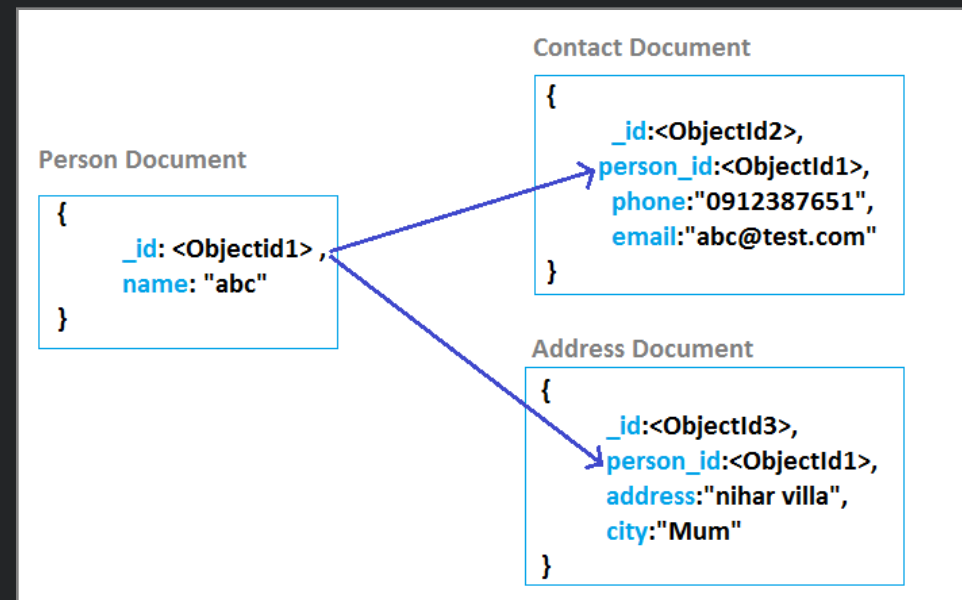 Person Document
{
_id: <Objectid1> ,
name: "abc"
}
Contact Document
{
_id:<ObjectId2>,
person_id:<ObjectId1>,
phone:"0912387651",
email:"abc@test.com"
}
Address Document
{
_id:<ObjectId3>,
person_id:<ObjectId1>,
address:"nihar villa",
city:"Mum"
}